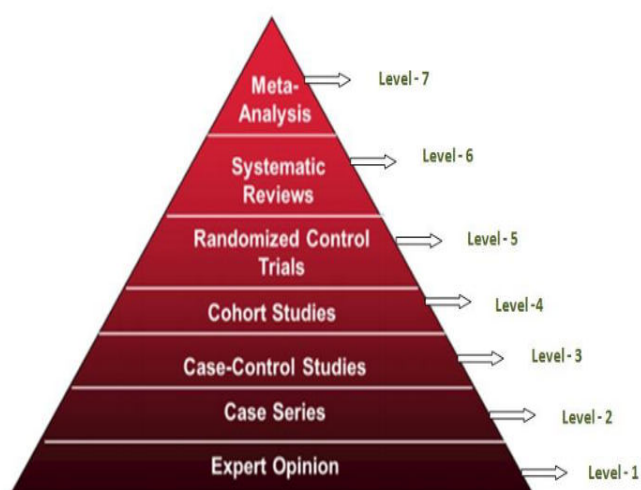 Meta-
Analysis
Level - 7
Systematic
Reviews
Level - 6
Randomized Control
Trials
Level - 5
Cohort Studies
Level - 4
Case-Control Studies
Level - 3
Case Series
Level - 2
Expert Opinion
Level - 1